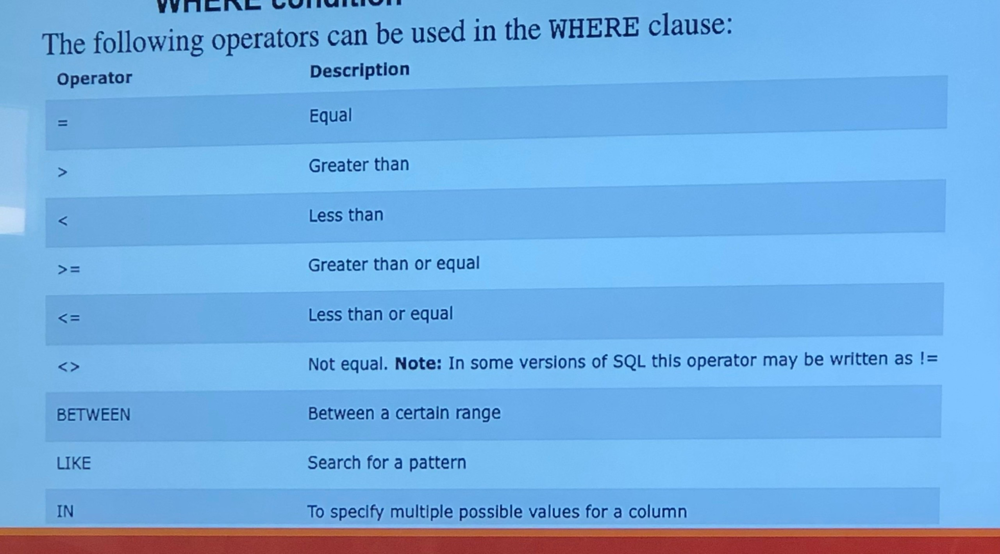 WHERE condition
The following operators can be used in the WHERE clause:
Operator Description
= Equal
> Greater than
< Less than
>= Greater than or equal
<= Less than or equal
<> Not equal. Note: In some versions of SQL this operator may be written as !=
BETWEEN Between a certain range
LIKE Search for a pattern
IN To specify multiple possible values for a column